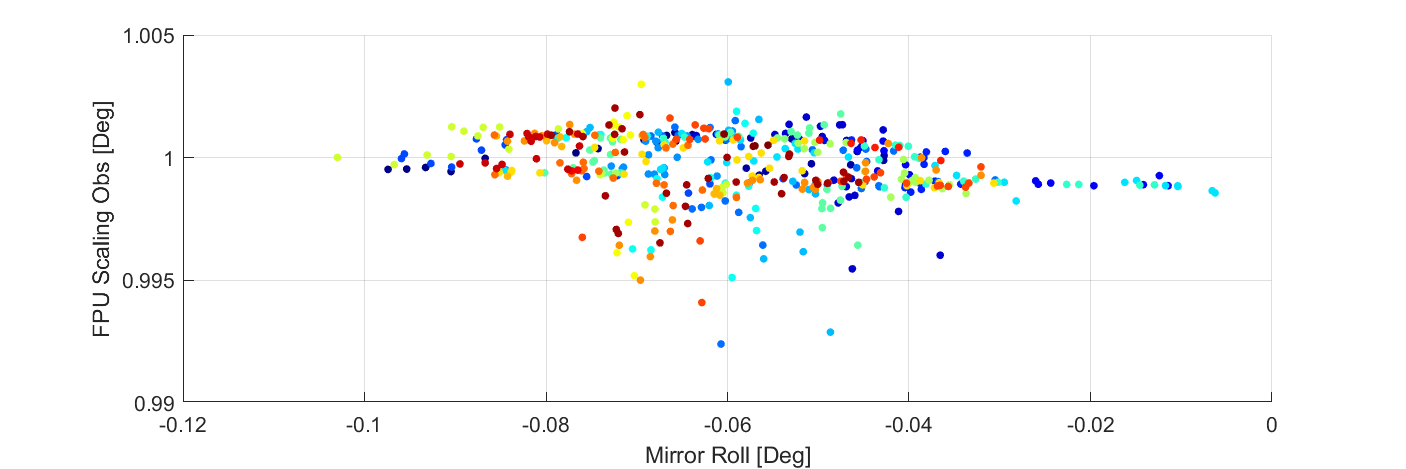 1.005
1
0.995
0.99
FPU Scaling Obs [Deg]
-0.12 -0.1 -0.08 -0.06 -0.04 -0.02 0
Mirror Roll [Deg]